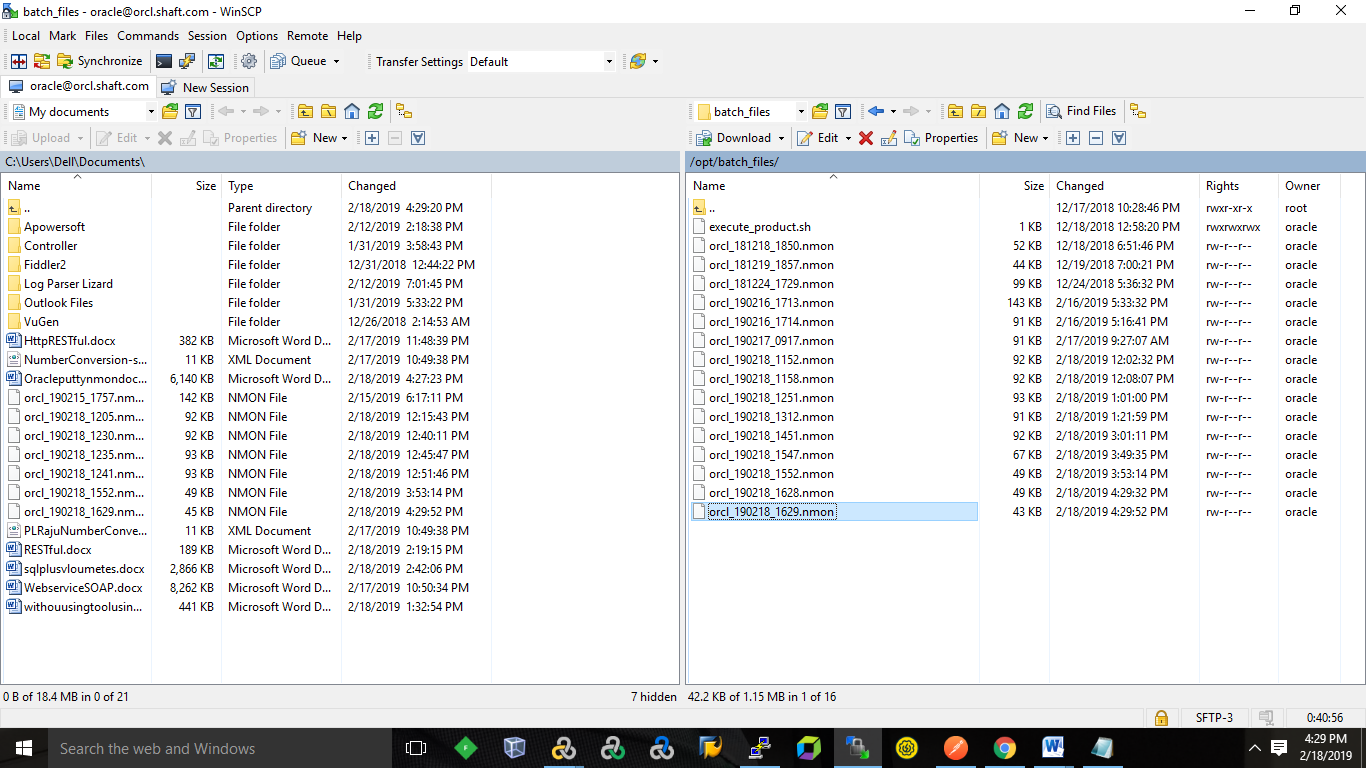 batch_files - oracle@orcl.shaft.com - WinSCP
Local Mark Files Commands Session Options Remote Help
Synchronize Queue Transfer Settings Default
oracle@orcl.shaft.com New Session
My documents batch_files Find Files
Upload Edit Properties New Download Edit Properties New
C:\Users\Dell\Documents\ /opt/batch_files/
Name Size Type Changed Name Size Changed Rights Owner
.. Parent directory 2/18/2019 4:29:20 PM .. 12/17/2018 10:28:46 PM rwxr-xr-x root
Apowersoft File folder 2/12/2019 2:18:38 PM execute_product.sh 1 KB 12/18/2018 12:58:20 PM rwxrwxrwx oracle
Controller File folder 1/31/2019 3:58:43 PM orcl_181218_1850.nmon 52 KB 12/18/2018 6:51:46 PM rw-r--r-- oracle
Fiddler2 File folder 12/31/2018 12:44:22 PM orcl_181219_1857.nmon 44 KB 12/19/2018 7:00:21 PM rw-r--r-- oracle
Log Parser Lizard File folder 2/12/2019 7:01:45 PM orcl_181224_1729.nmon 99 KB 12/24/2018 5:36:32 PM rw-r--r-- oracle
Outlook Files File folder 1/31/2019 5:33:22 PM orcl_190216_1713.nmon 143 KB 2/16/2019 5:33:32 PM rw-r--r-- oracle
VuGen File folder 12/26/2018 2:14:53 AM orcl_190216_1714.nmon 91 KB 2/16/2019 5:16:41 PM rw-r--r-- oracle
HttpRESTful.docx 382 KB Microsoft Word D... 2/17/2019 11:48:39 PM orcl_190217_0917.nmon 91 KB 2/17/2019 9:27:07 AM rw-r--r-- oracle
NumberConversion-s... 11 KB XML Document 2/17/2019 10:49:38 PM orcl_190218_1152.nmon 92 KB 2/18/2019 12:02:32 PM rw-r--r-- oracle
Oracleputtynmondoc... 6,140 KB Microsoft Word D... 2/18/2019 4:27:23 PM orcl_190218_1158.nmon 92 KB 2/18/2019 12:08:07 PM rw-r--r-- oracle
orcl_190215_1757.nm... 142 KB NMON File 2/15/2019 6:17:11 PM orcl_190218_1251.nmon 93 KB 2/18/2019 1:01:00 PM rw-r--r-- oracle
orcl_190218_1205.nm... 92 KB NMON File 2/18/2019 12:15:43 PM orcl_190218_1312.nmon 91 KB 2/18/2019 1:21:59 PM rw-r--r-- oracle
orcl_190218_1230.nm... 92 KB NMON File 2/18/2019 12:40:11 PM orcl_190218_1451.nmon 92 KB 2/18/2019 3:01:11 PM rw-r--r-- oracle
orcl_190218_1235.nm... 93 KB NMON File 2/18/2019 12:45:47 PM orcl_190218_1547.nmon 67 KB 2/18/2019 3:49:35 PM rw-r--r-- oracle
orcl_190218_1241.nm... 93 KB NMON File 2/18/2019 12:51:46 PM orcl_190218_1552.nmon 49 KB 2/18/2019 3:53:14 PM rw-r--r-- oracle
orcl_190218_1552.nm... 49 KB NMON File 2/18/2019 3:53:14 PM orcl_190218_1628.nmon 49 KB 2/18/2019 4:29:32 PM rw-r--r-- oracle
orcl_190218_1629.nm... 45 KB NMON File 2/18/2019 4:29:52 PM orcl_190218_1629.nmon 43 KB 2/18/2019 4:29:52 PM rw-r--r-- oracle
PLRajuNumberConve... 11 KB XML Document 2/17/2019 10:49:38 PM
RESTful.docx 189 KB Microsoft Word D... 2/18/2019 2:19:15 PM
sqlplusvloumetes.docx 2,866 KB Microsoft Word D... 2/18/2019 2:42:06 PM
WebserviceSOAP.docx 8,262 KB Microsoft Word D... 2/17/2019 10:50:34 PM
withouusingtoolusin... 441 KB Microsoft Word D... 2/18/2019 1:32:54 PM
0 B of 18.4 MB in 0 of 21 7 hidden 42.2 KB of 1.15 MB in 1 of 16
SFTP-3 0:40:56
Search the web and Windows
4:29 PM
2/18/2019